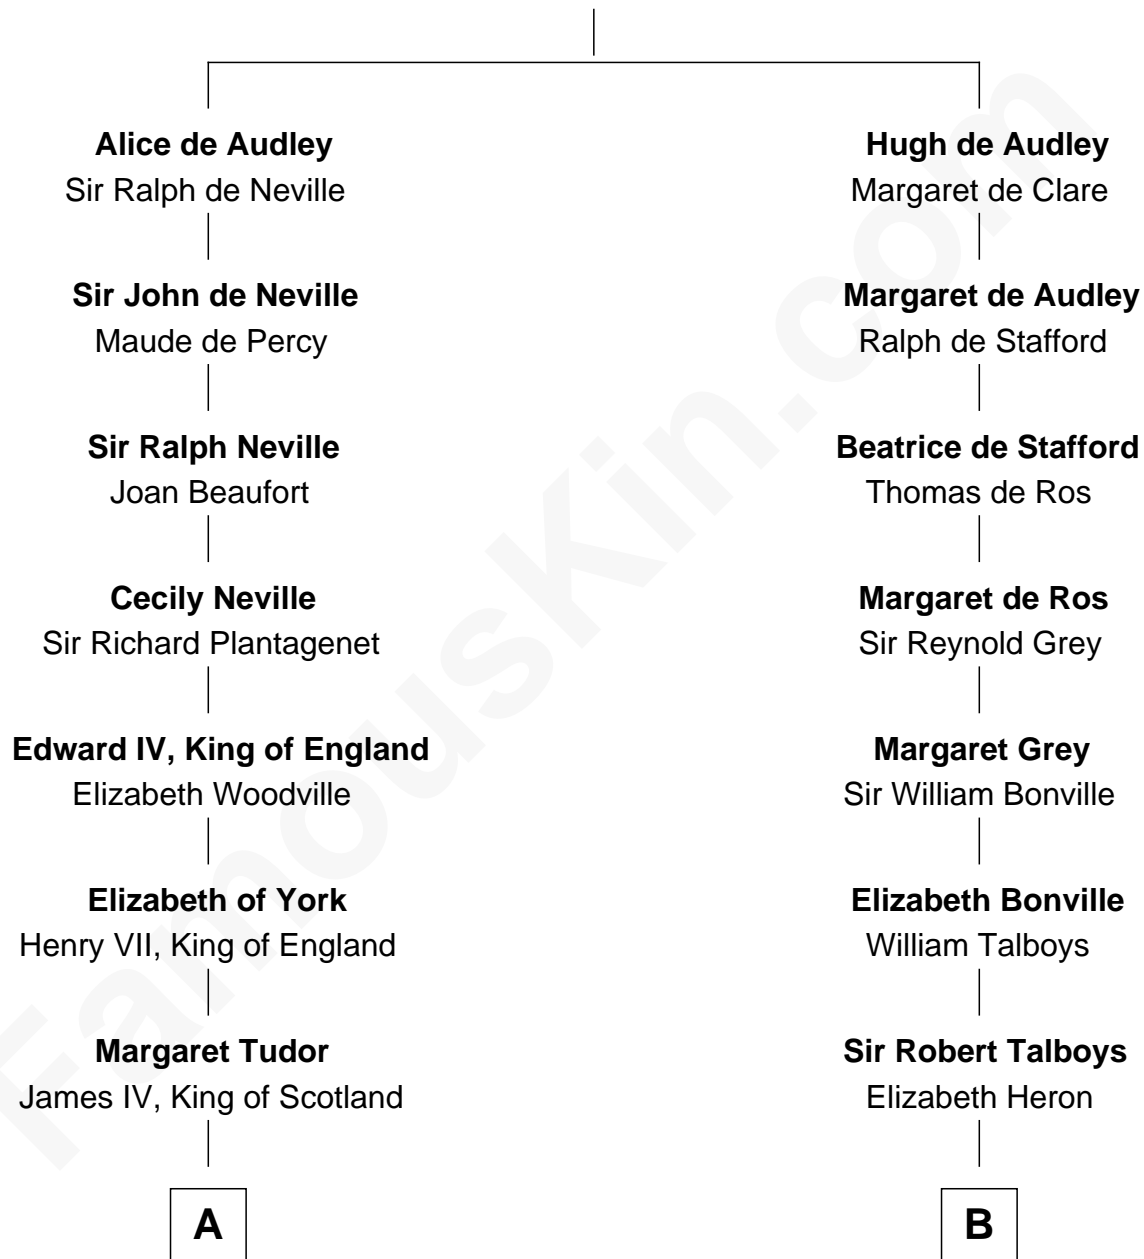 Alice de Audley
Sir Ralph de Neville
Sir John de Neville
Maude de Percy
Sir Ralph Neville
Joan Beaufort
Cecily Neville
Sir Richard Plantagenet
Edward IV, King of England
Elizabeth Woodville
Elizabeth of York
Henry VII, King of England
Margaret Tudor
James IV, King of Scotland
A
Hugh de Audley
Margaret de Clare
Margaret de Audley
Ralph de Stafford
Beatrice de Stafford
Thomas de Ros
Margaret de Ros
Sir Reynold Grey
Margaret Grey
Sir William Bonville
Elizabeth Bonville
William Talboys
Sir Robert Talboys
Elizabeth Heron
B
FamousKin.com